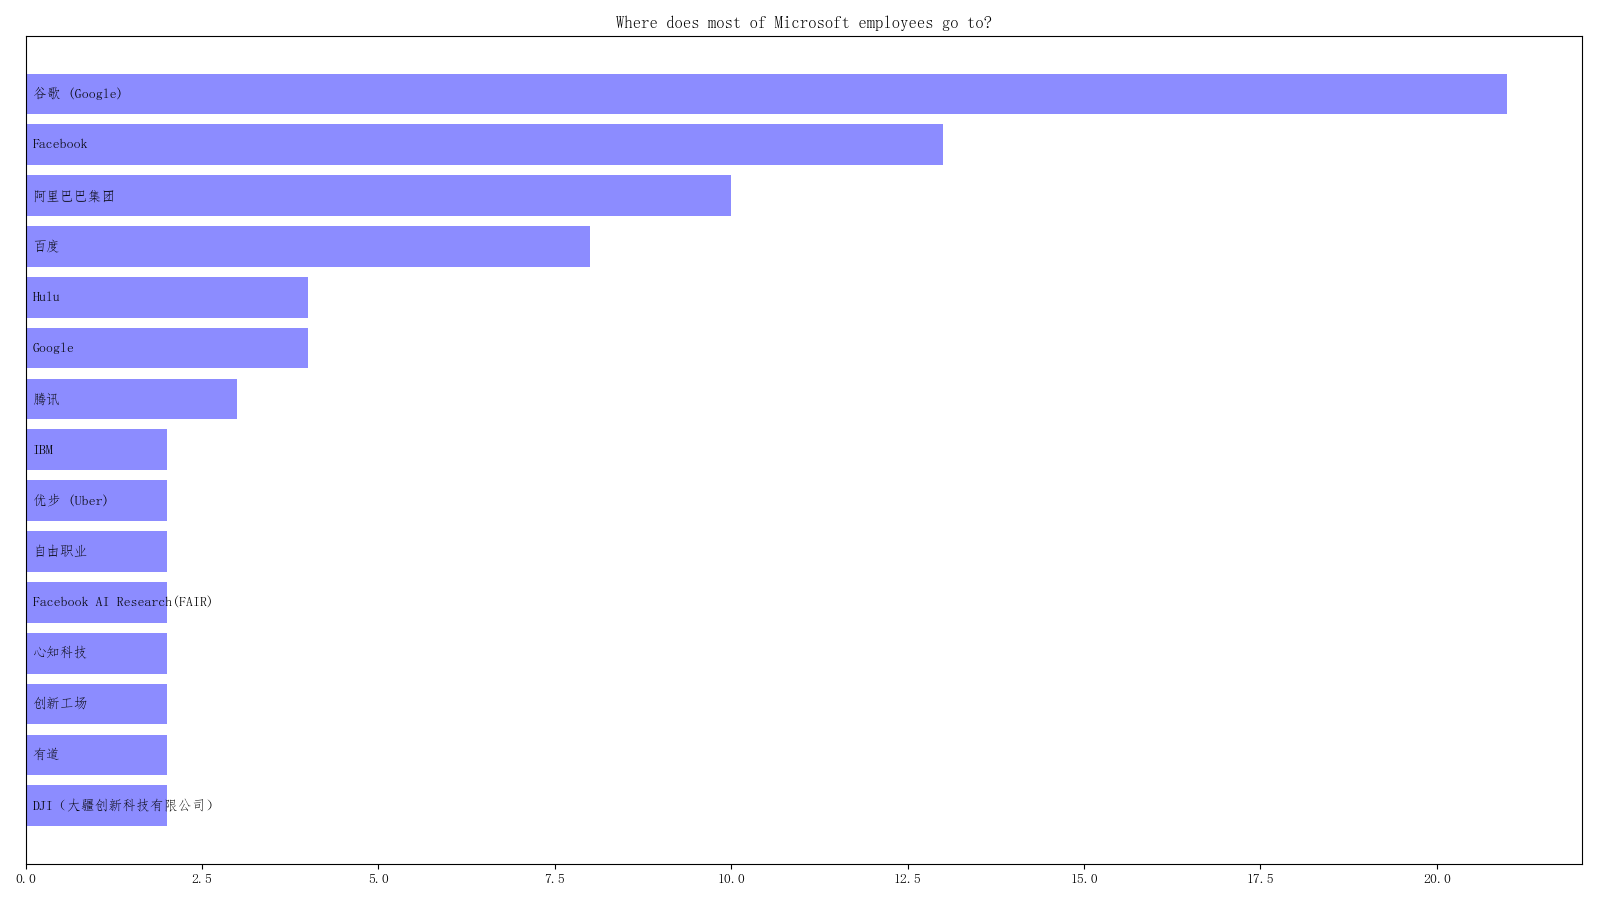 Where does most of Microsoft employees go to?
谷歌 (Google)
Facebook
阿里巴巴集团
百度
Hulu
Google
腾讯
IBM
优步 (Uber)
自由职业
Facebook AI Research(FAIR)
心知科技
创新工场
有道
DJI（大疆创新科技有限公司）
0.0 2.5 5.0 7.5 10.0 12.5 15.0 17.5 20.0